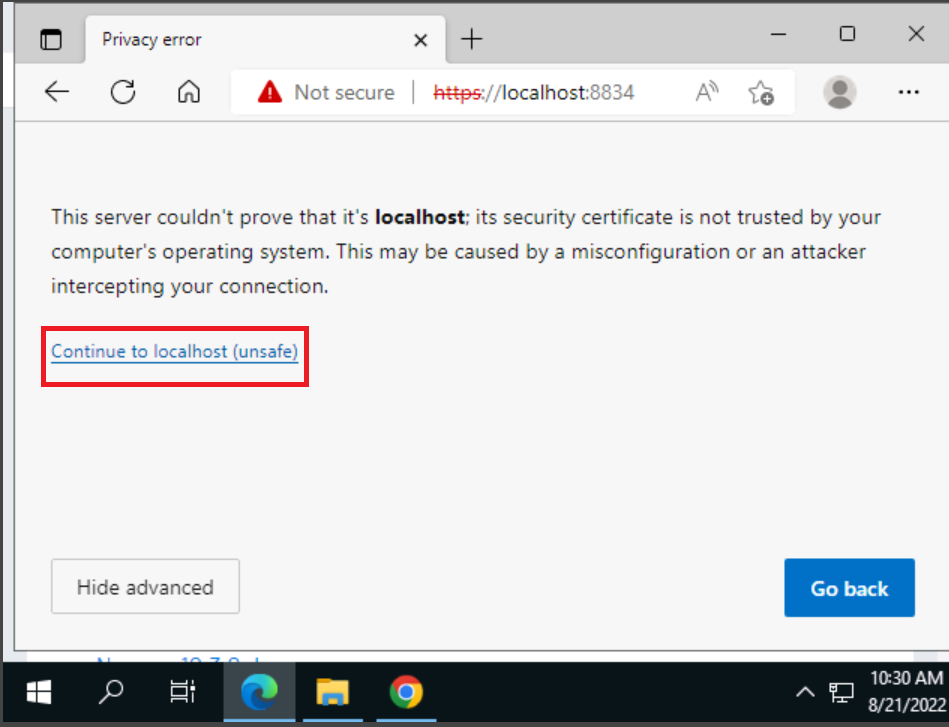 Privacy error
Not secure | https://localhost:8834
This server couldn't prove that it's localhost; its security certificate is not trusted by your
computer's operating system. This may be caused by a misconfiguration or an attacker
intercepting your connection.
Continue to localhost (unsafe)
Hide advanced
Go back
10:30 AM
8/21/2022